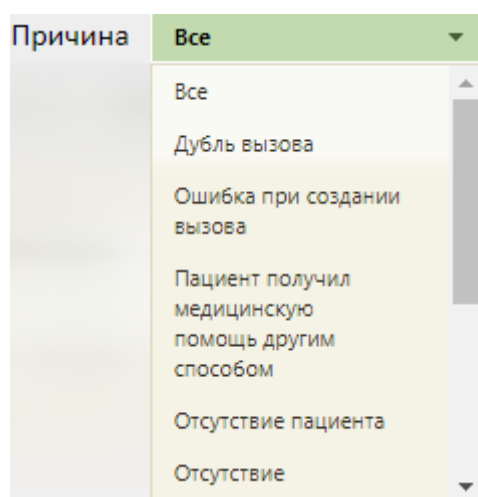 Причина Все
Все
Дубль вызова
Ошибка при создании
вызова
Пациент получил
медицинскую
помощь другим
способом
Отсутствие пациента
Отсутствие